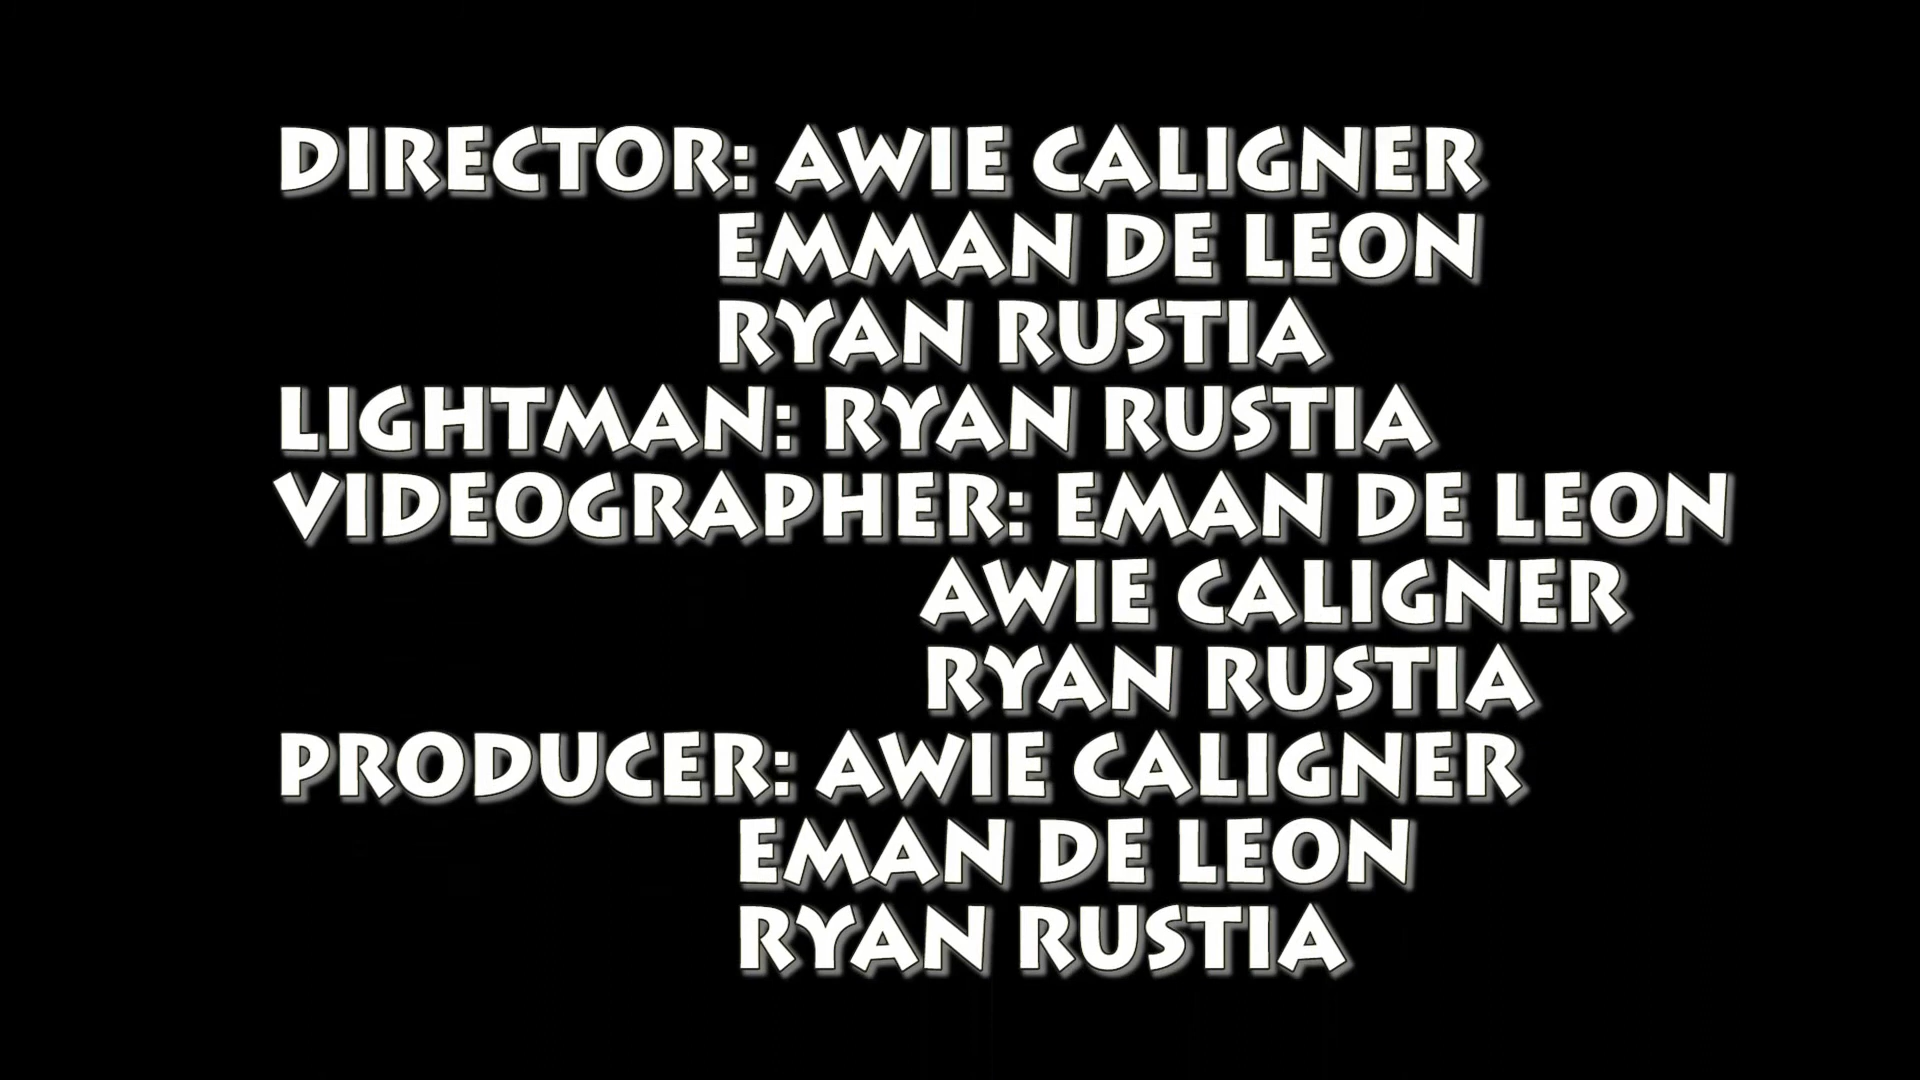 DIRECTOR: AWIE CALIGNER
EMMAN DE LEON
RYAN RUSTIA
LIGHTMAN: RYAN RUSTIA
VIDEOGRAPHER: EMAN DE LEON
AWIE CALIGNER
RYAN RUSTIA
PRODUCER: AWIE CALIGNER
EMAN DE LEON
RYAN RUSTIA